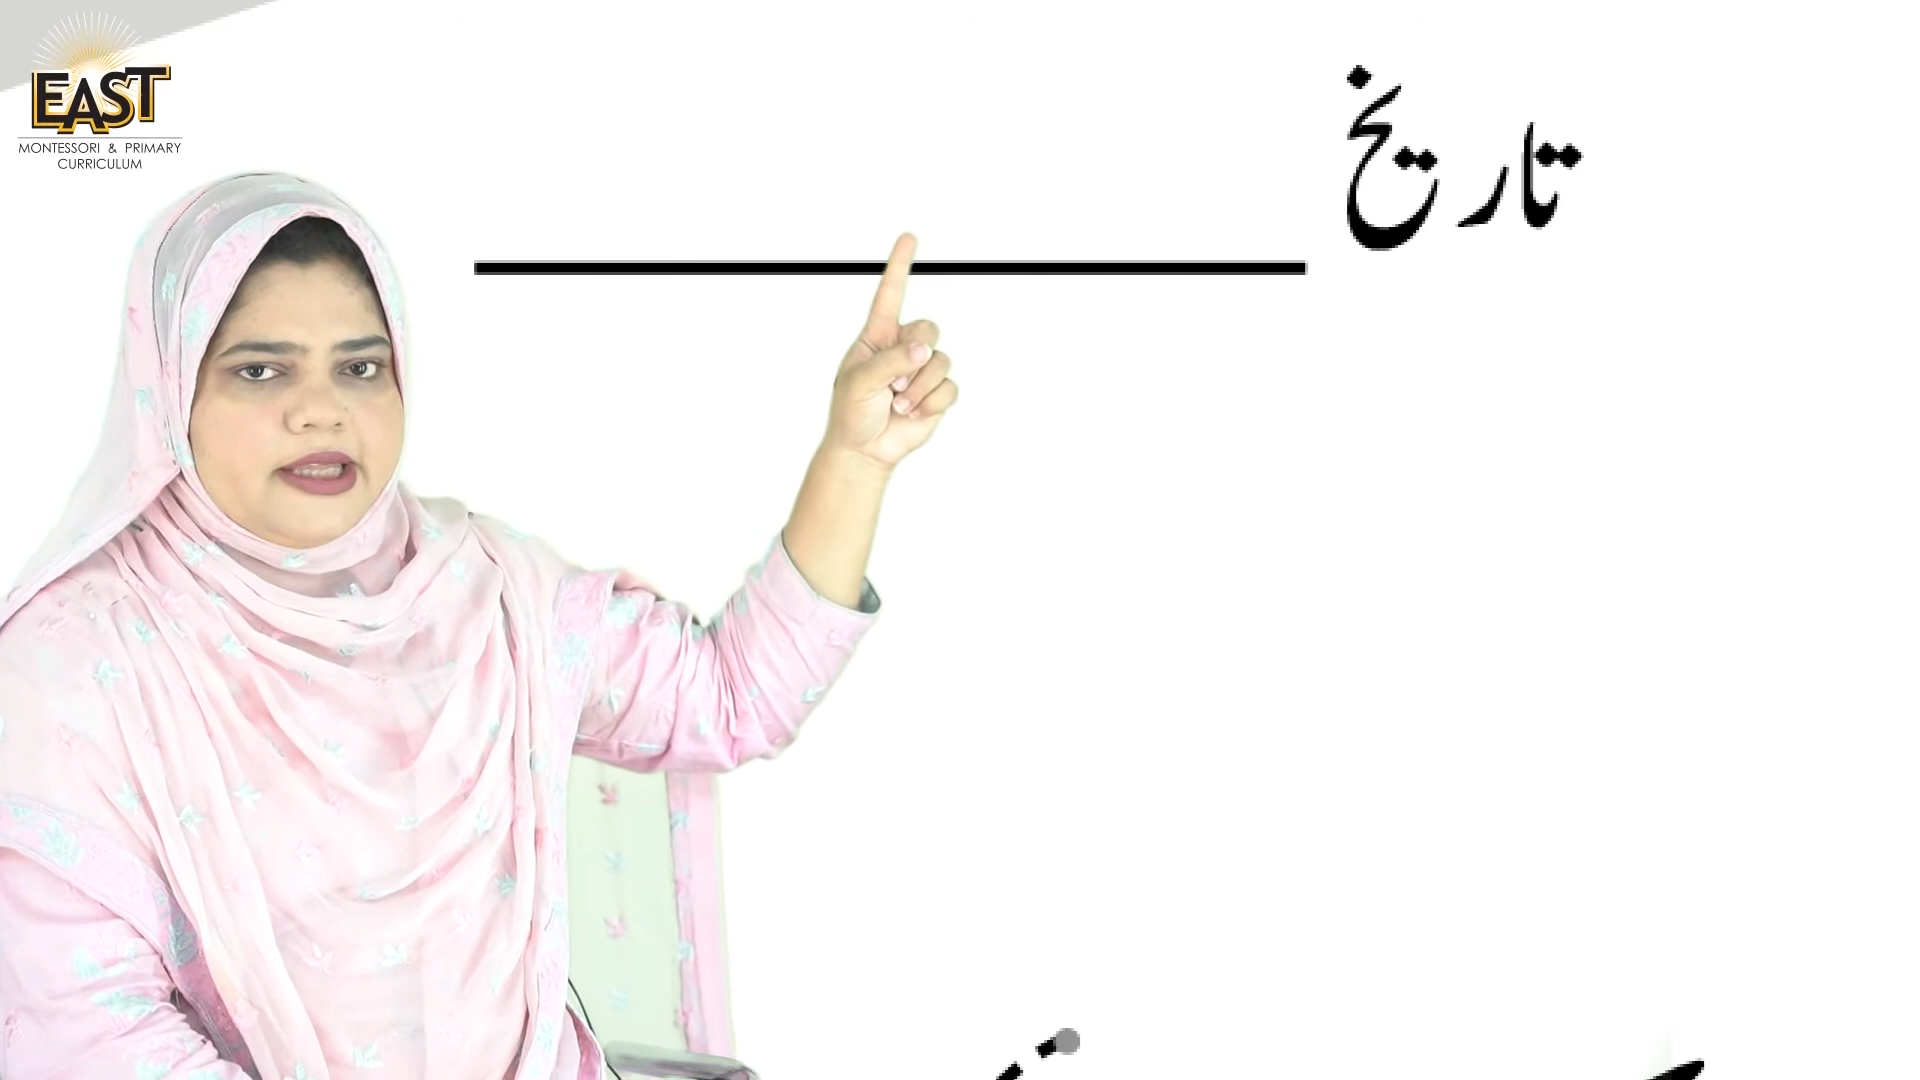 EAST
MONTESSORI & PRIMARY
CURRICULUM
تاریخ